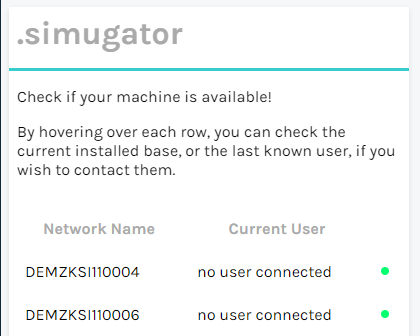 .simugator
Check if your machine is available!
By hovering over each row, you can check the
current installed base, or the last known user, if you
wish to contact them.
Network Name Current User
DEMZKSI110004 no user connected
DEMZKSI110006 no user connected